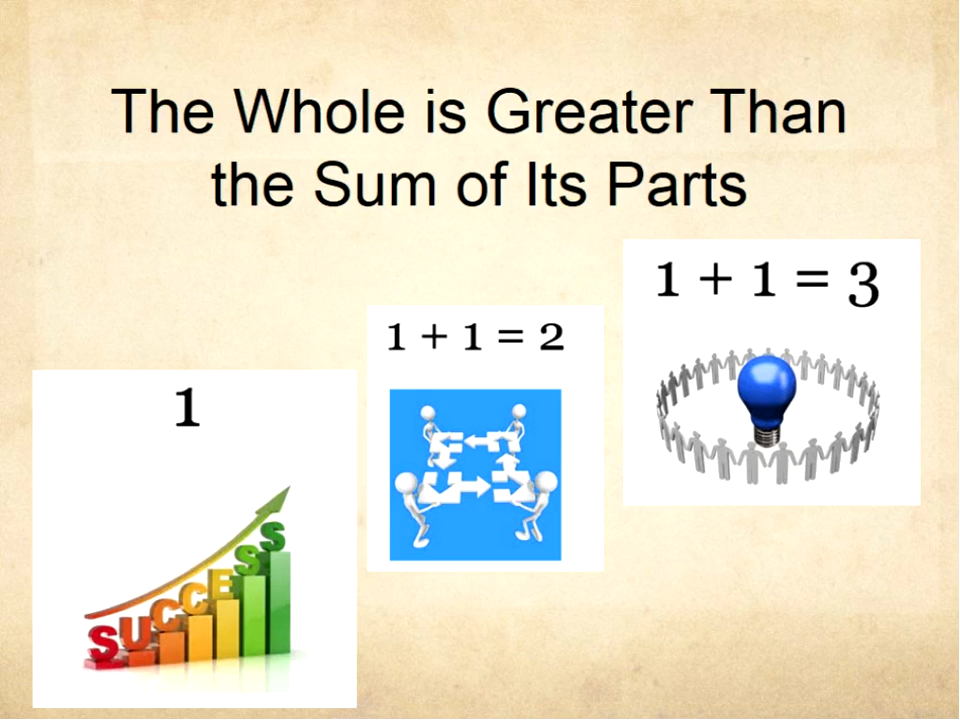 The Whole is Greater Than
the Sum of Its Parts
1
SUCCESS
1 + 1 = 2
1 + 1 = 3